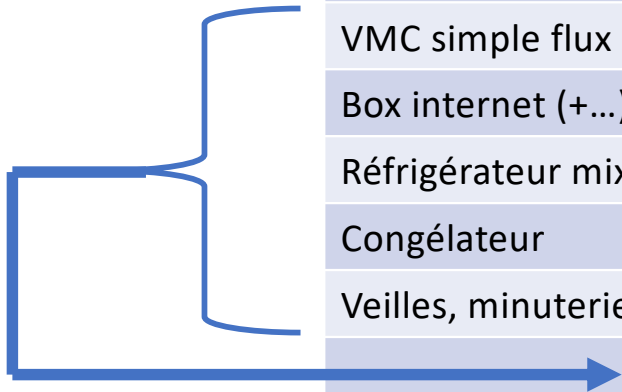 VMC simple flux
Box internet (+…)
Réfrigérateur mix
Congélateur
Veilles, minuterie